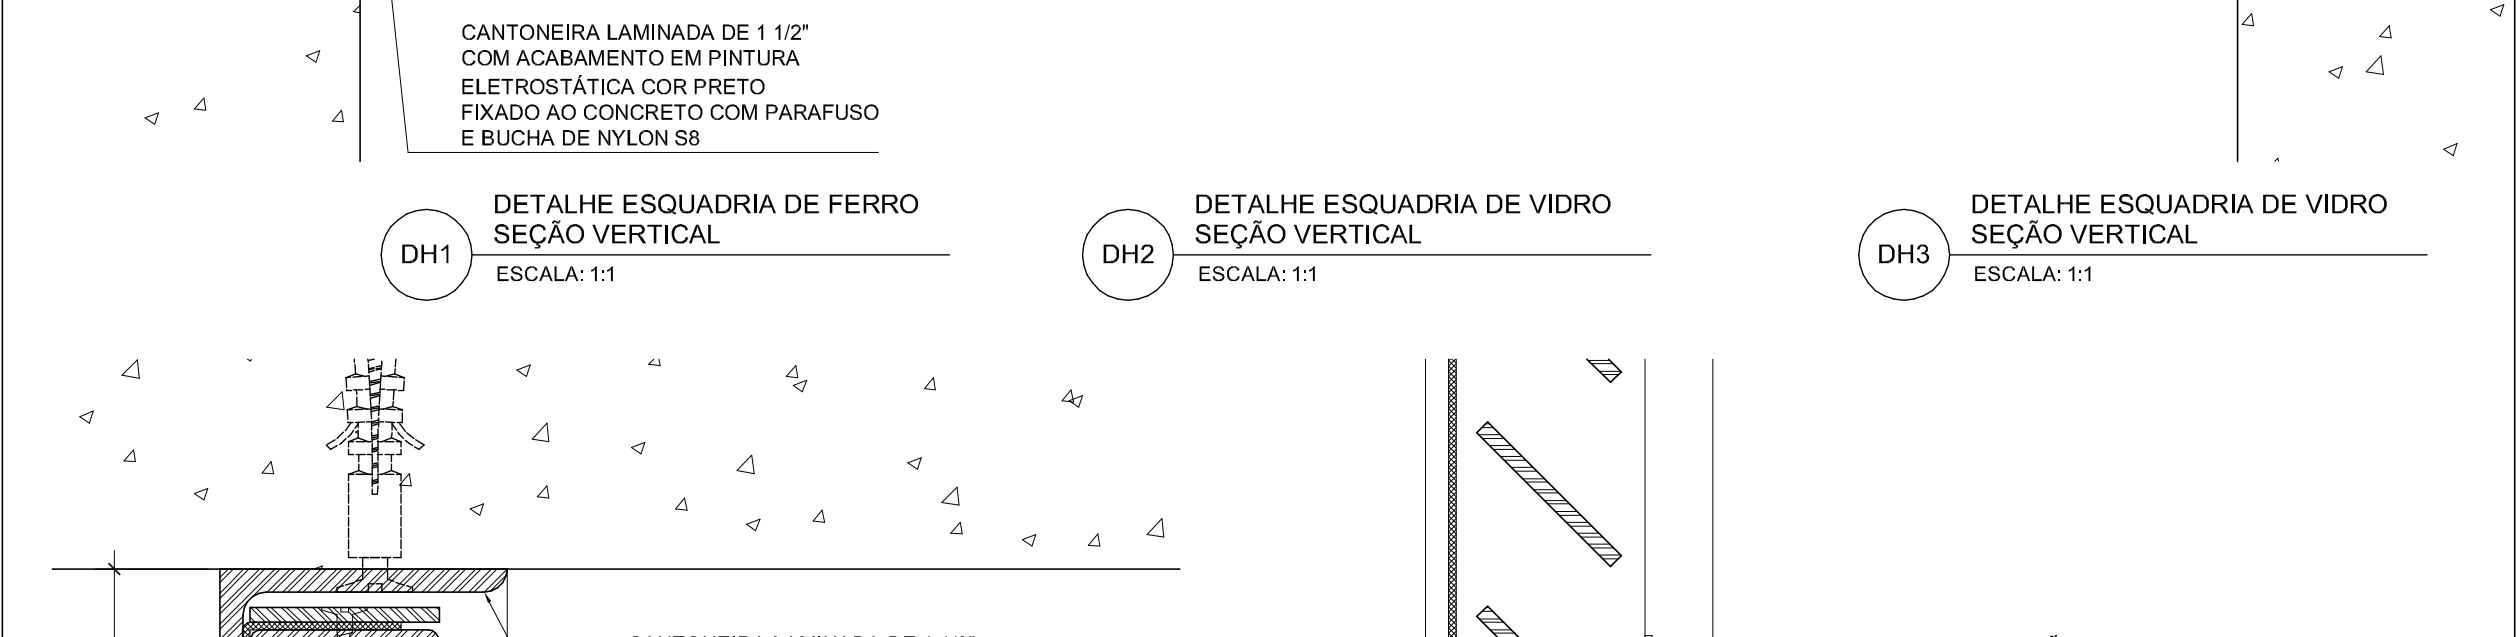 CANTONEIRA LAMINADA DE 1 1/2"
COM ACABAMENTO EM PINTURA
ELETROSTÁTICA COR PRETO
FIXADO AO CONCRETO COM PARAFUSO
E BUCHA DE NYLON S8
DH1
DETALHE ESQUADRIA DE FERRO
SEÇÃO VERTICAL
ESCALA: 1:1
DH2
DETALHE ESQUADRIA DE VIDRO
SEÇÃO VERTICAL
ESCALA: 1:1
DH3
DETALHE ESQUADRIA DE VIDRO
SEÇÃO VERTICAL
ESCALA: 1:1